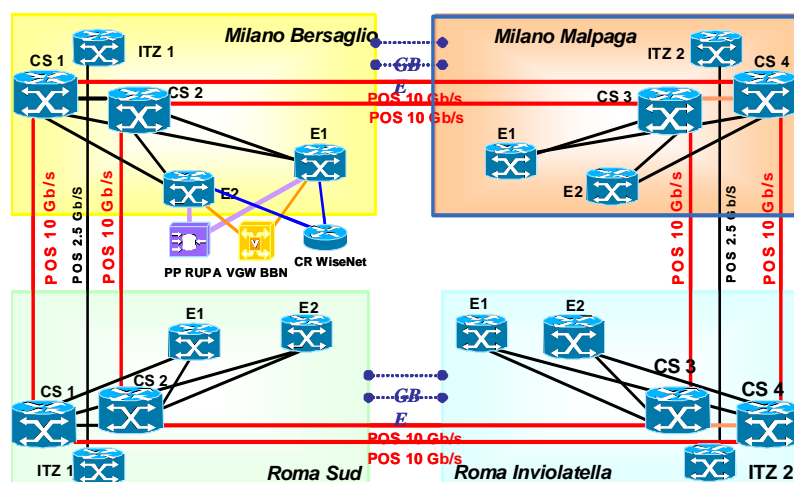 Milano Bersaglio
ITZ 1
CS 1
CS 2
E1
E2
PP RUPA
VGW BBN
CR WiseNet
GB
E
POS 10 Gb/s
POS 10 Gb/s
Milano Malpaga
ITZ 2
CS 4
CS 3
E1
E2
POS 10 Gb/s
POS 2.5 Gb/S
POS 10 Gb/s
POS 10 Gb/s
POS 2.5 Gb/S
POS 10 Gb/s
E1
E2
CS 1
CS 2
ITZ 1
Roma Sud
GB
E
POS 10 Gb/s
POS 10 Gb/s
E1
E2
CS 3
CS 4
Roma Inviolatella
ITZ 2